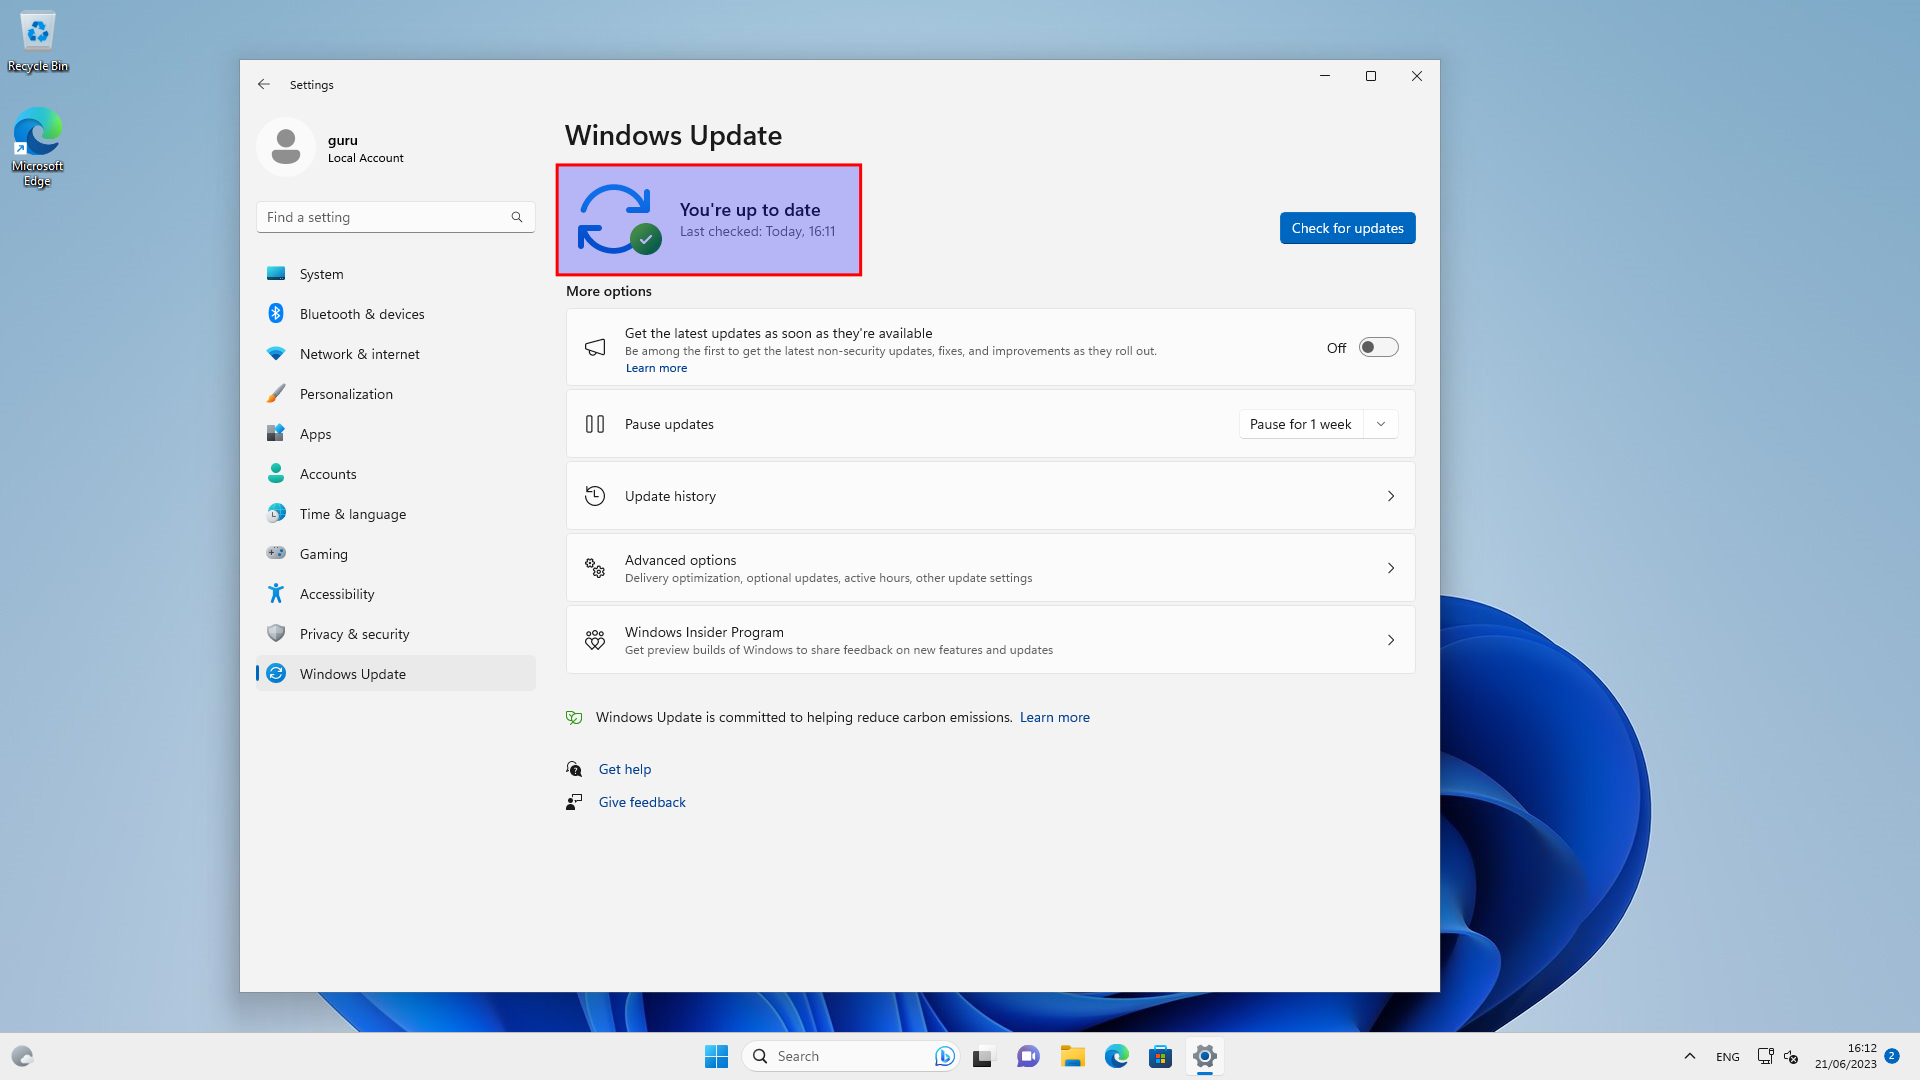 Recycle Bin
Microsoft
Edge
Settings
guru
Local Account
Find a setting
System
Bluetooth & devices
Network & internet
Personalization
Apps
Accounts
Time & language
Gaming
Accessibility
Privacy & security
Windows Update
Windows Update
You're up to date
Last checked: Today, 16:11
Check for updates
More options
Get the latest updates as soon as they're available
Be among the first to get the latest non-security updates, fixes, and improvements as they roll out.
Learn more
Off
Pause updates
Pause for 1 week
Update history
Advanced options
Delivery optimization, optional updates, active hours, other update settings
Windows Insider Program
Get preview builds of Windows to share feedback on new features and updates
Windows Update is committed to helping reduce carbon emissions. Learn more
Get help
Give feedback
Search
ENG
16:12
21/06/2023
2